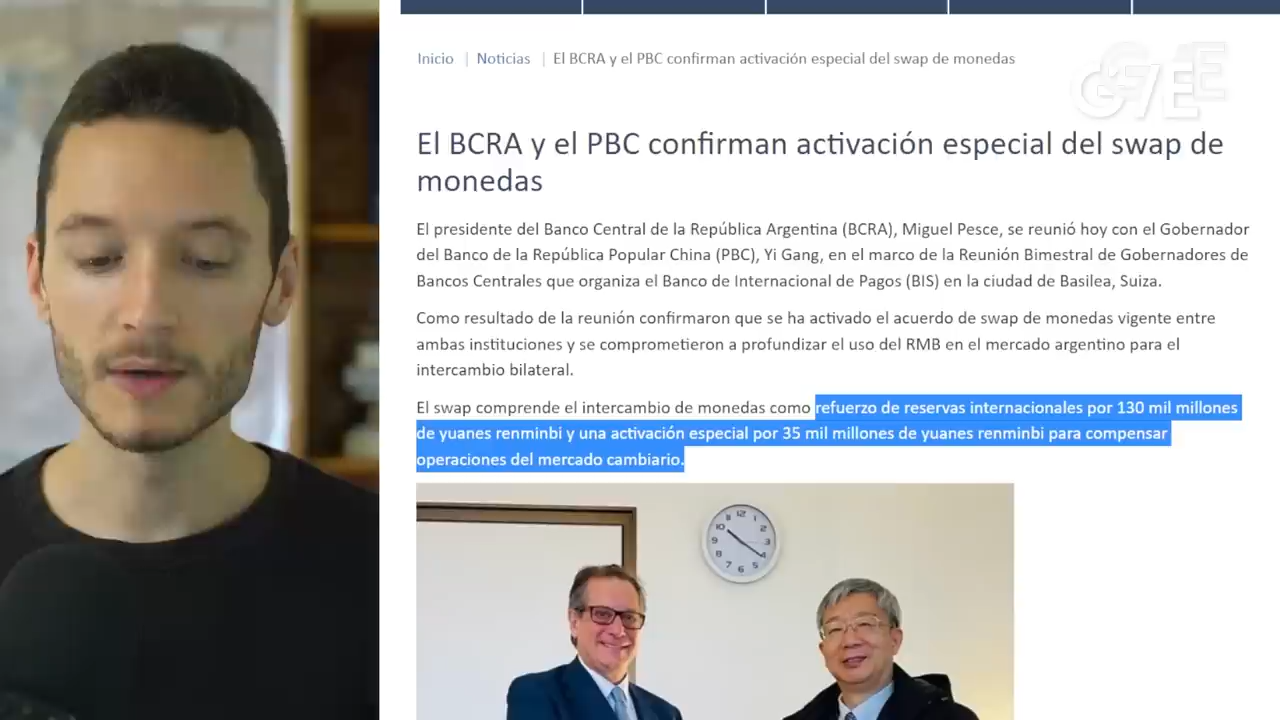 Inicio | Noticias | El BCRA y el PBC confirman activación especial del swap de monedas
El BCRA y el PBC confirman activación especial del swap de
monedas
El presidente del Banco Central de la República Argentina (BCRA), Miguel Pesce, se reunió hoy con el Gobernador
del Banco de la República Popular China (PBC), Yi Gang, en el marco de la Reunión Bimestral de Gobernadores de
Bancos Centrales que organiza el Banco de Internacional de Pagos (BIS) en la ciudad de Basilea, Suiza.
Como resultado de la reunión confirmaron que se ha activado el acuerdo de swap de monedas vigente entre
ambas instituciones y se comprometieron a profundizar el uso del RMB en el mercado argentino para el
intercambio bilateral.
El swap comprende el intercambio de monedas como refuerzo de reservas internacionales por 130 mil millones
de yuanes renminbi y una activación especial por 35 mil millones de yuanes renminbi para compensar
operaciones del mercado cambiario.